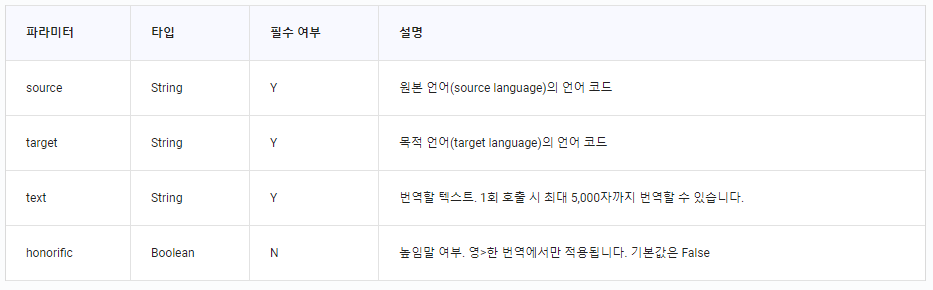 파라미터 타입 필수 여부 설명
source String Y 원본 언어(source language)의 언어 코드
target String Y 목적 언어(target language)의 언어 코드
text String Y 번역할 텍스트. 1회 호출 시 최대 5,000자까지 번역할 수 있습니다.
honorific Boolean N 높임말 여부. 영>한 번역에서만 적용됩니다. 기본값은 False